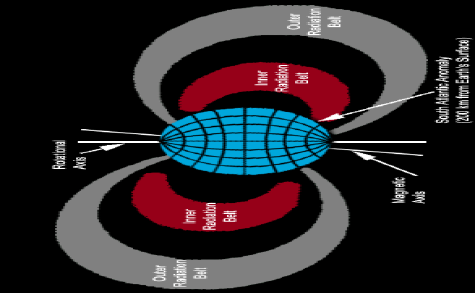 Outer
Radiation
Belt
Inner
Radiation
Belt
South Atlantic Anomaly
(200 km from Earth's Surface)
Rotational
Axis
Magnetic
Axis
Inner
Radiation
Belt
Outer
Radiation
Belt